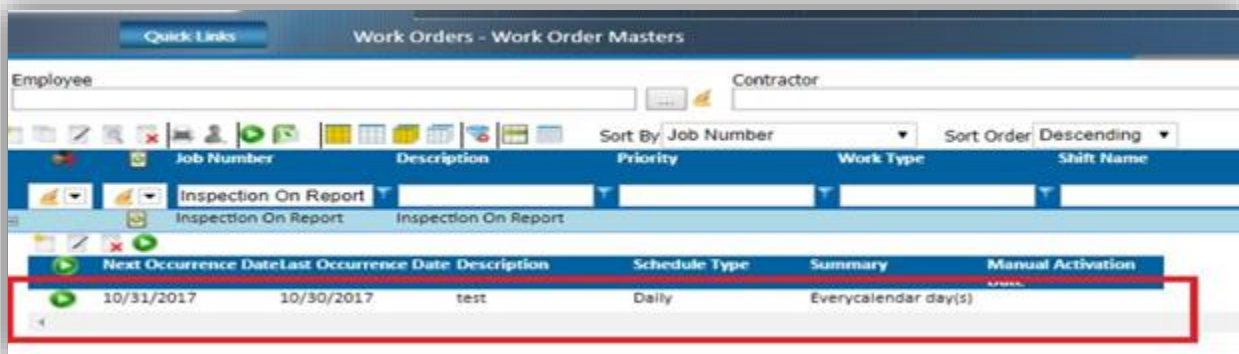 Quick Links Work Orders - Work Order Masters
Employee Contractor
... Sort By Job Number Sort Order Descending
Job Number Description Priority Work Type Shift Name
Inspection On Report
Inspection On Report Inspection On Report
Next Occurrence DateLast Occurrence Date Description Schedule Type Summary Manual Activation
Date
10/31/2017 10/30/2017 test Daily Everycalendar day(s)